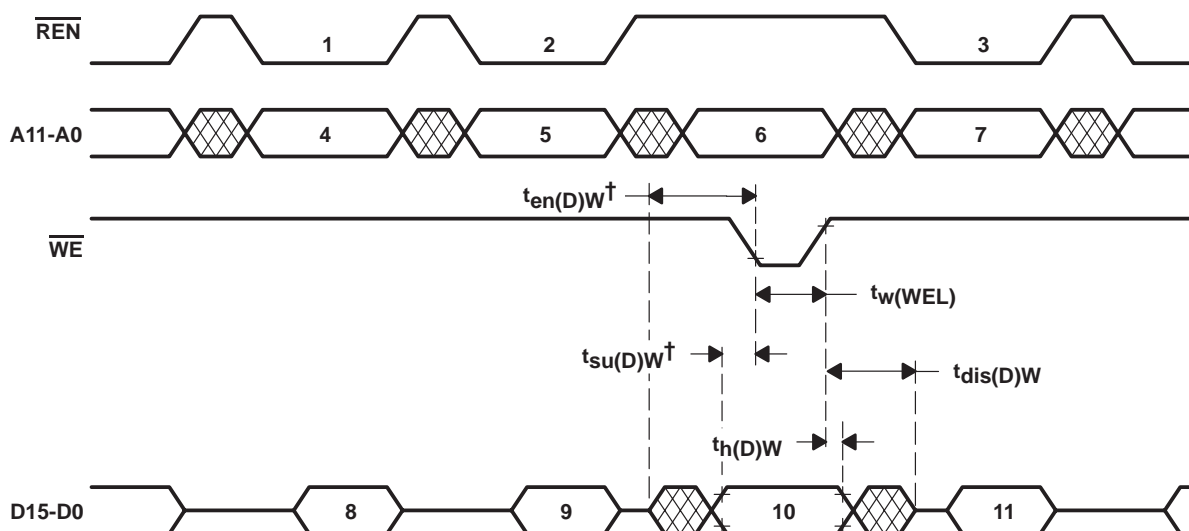 REN 1 2 3
A11-A0 4 5 6 7
ten(D)W†
WE
tw(WEL)
tsu(D)W†
tdis(D)W
th(D)W
D15-D0 8 9 10 11